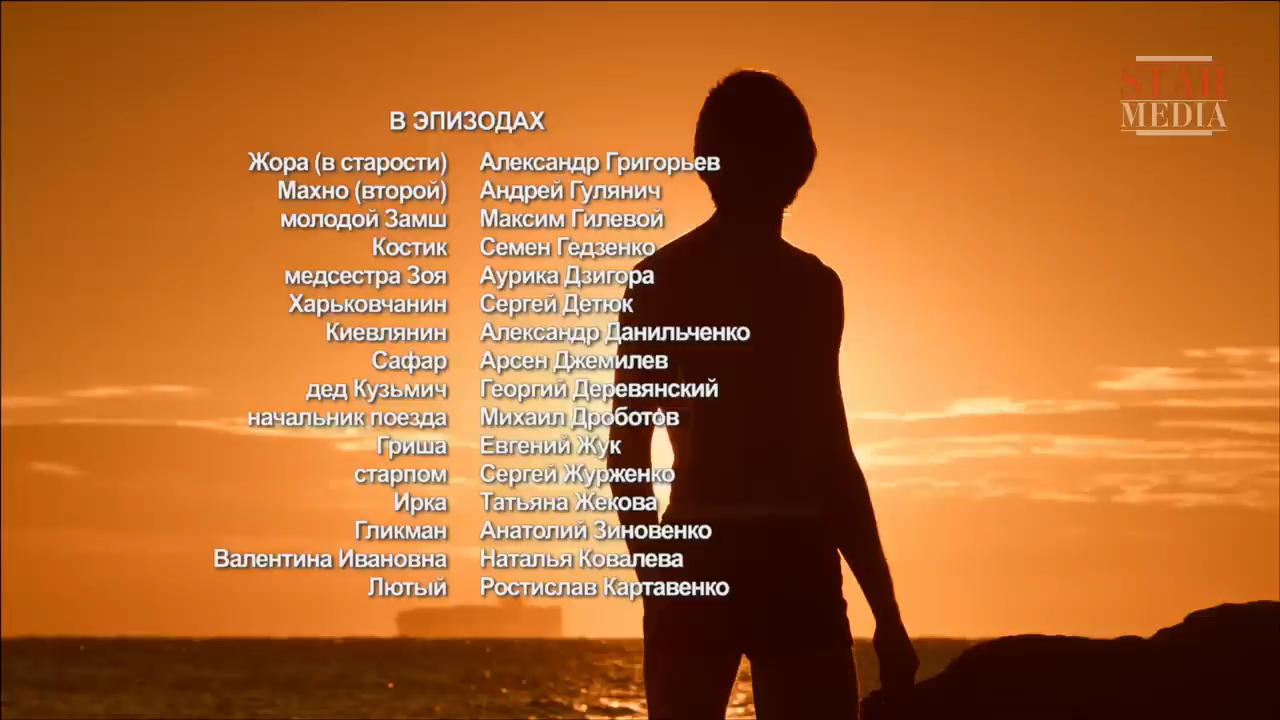 В ЭПИЗОДАХ
Жора (в старости) Александр Григорьев
Махно (второй) Андрей Гулянич
молодой Замш Максим Гилевой
Костик Семен Гедзенко
медсестра Зоя Аурика Дзигора
Харьковчанин Сергей Детюк
Киевлянин Александр Данильченко
Сафар Арсен Джемилев
дед Кузьмич Георгий Деревянский
начальник поезда Михаил Дроботов
Гриша Евгений Жук
старпом Сергей Журженко
Ирка Татьяна Жекова
Гликман Анатолий Зиновенко
Валентина Ивановна Наталья Ковалева
Лютый Ростислав Картавенко
STAR
MEDIA